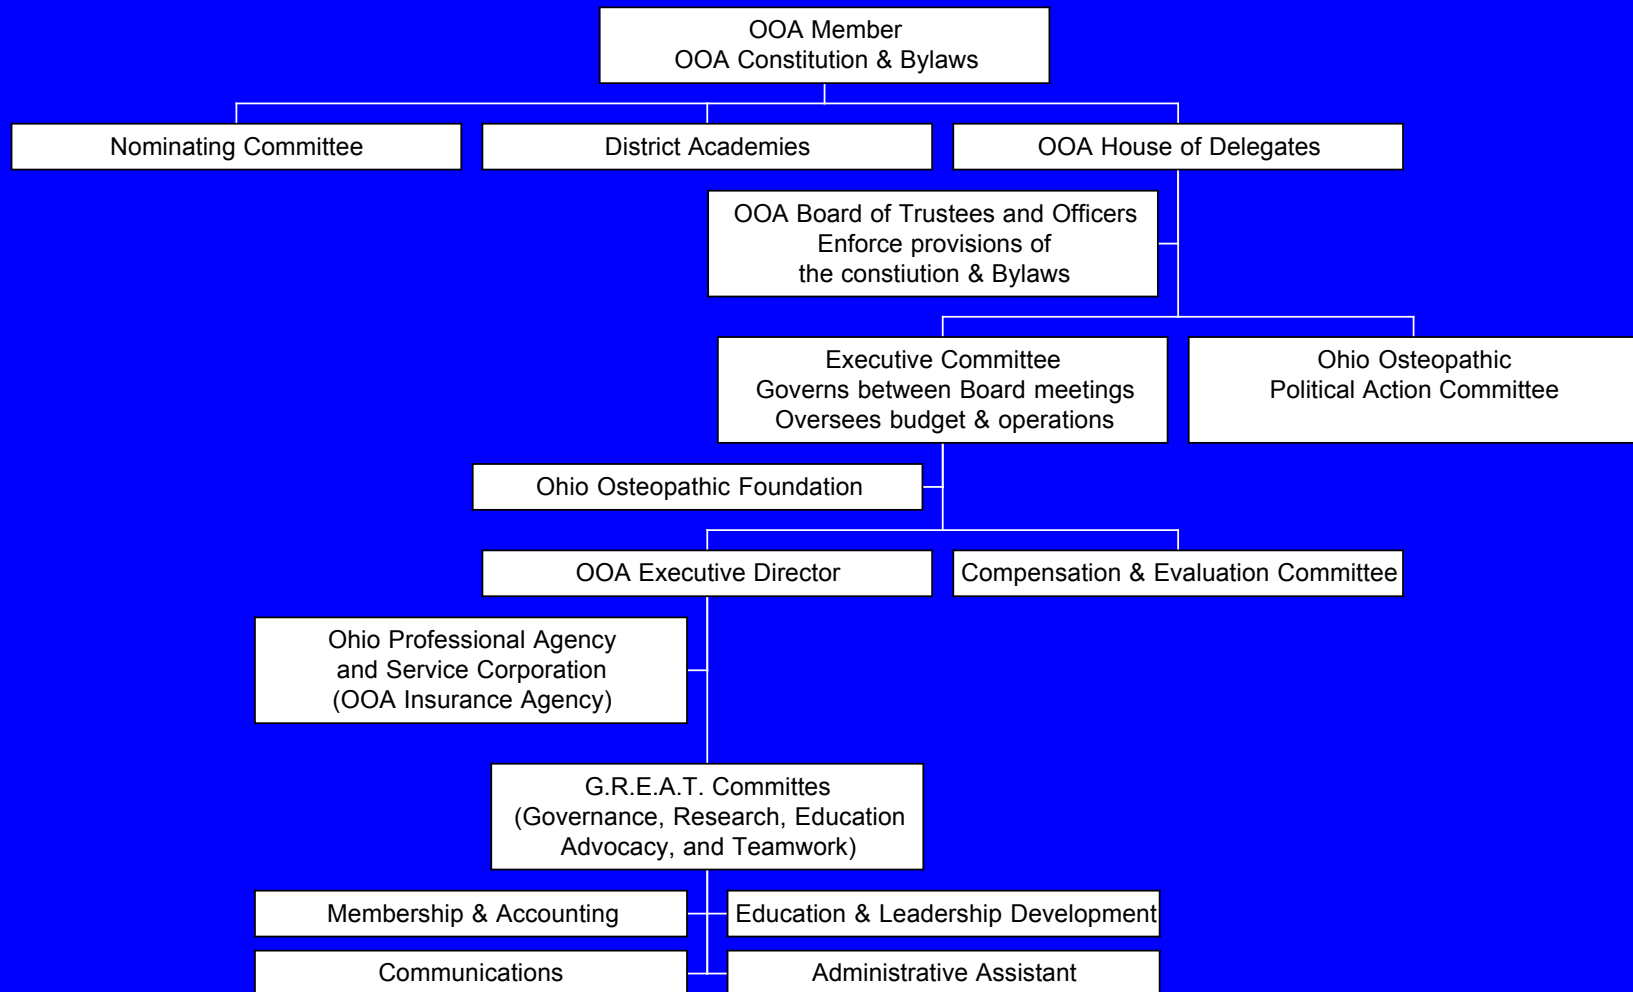 OOA Member
OOA Constitution & Bylaws
Nominating Committee
District Academies
OOA House of Delegates
OOA Board of Trustees and Officers
Enforce provisions of
the constiution & Bylaws
Executive Committee
Governs between Board meetings
Oversees budget & operations
Ohio Osteopathic
Political Action Committee
Ohio Osteopathic Foundation
OOA Executive Director
Compensation & Evaluation Committee
Ohio Professional Agency
and Service Corporation
(OOA Insurance Agency)
G.R.E.A.T. Committes
(Governance, Research, Education
Advocacy, and Teamwork)
Membership & Accounting
Education & Leadership Development
Communications
Administrative Assistant